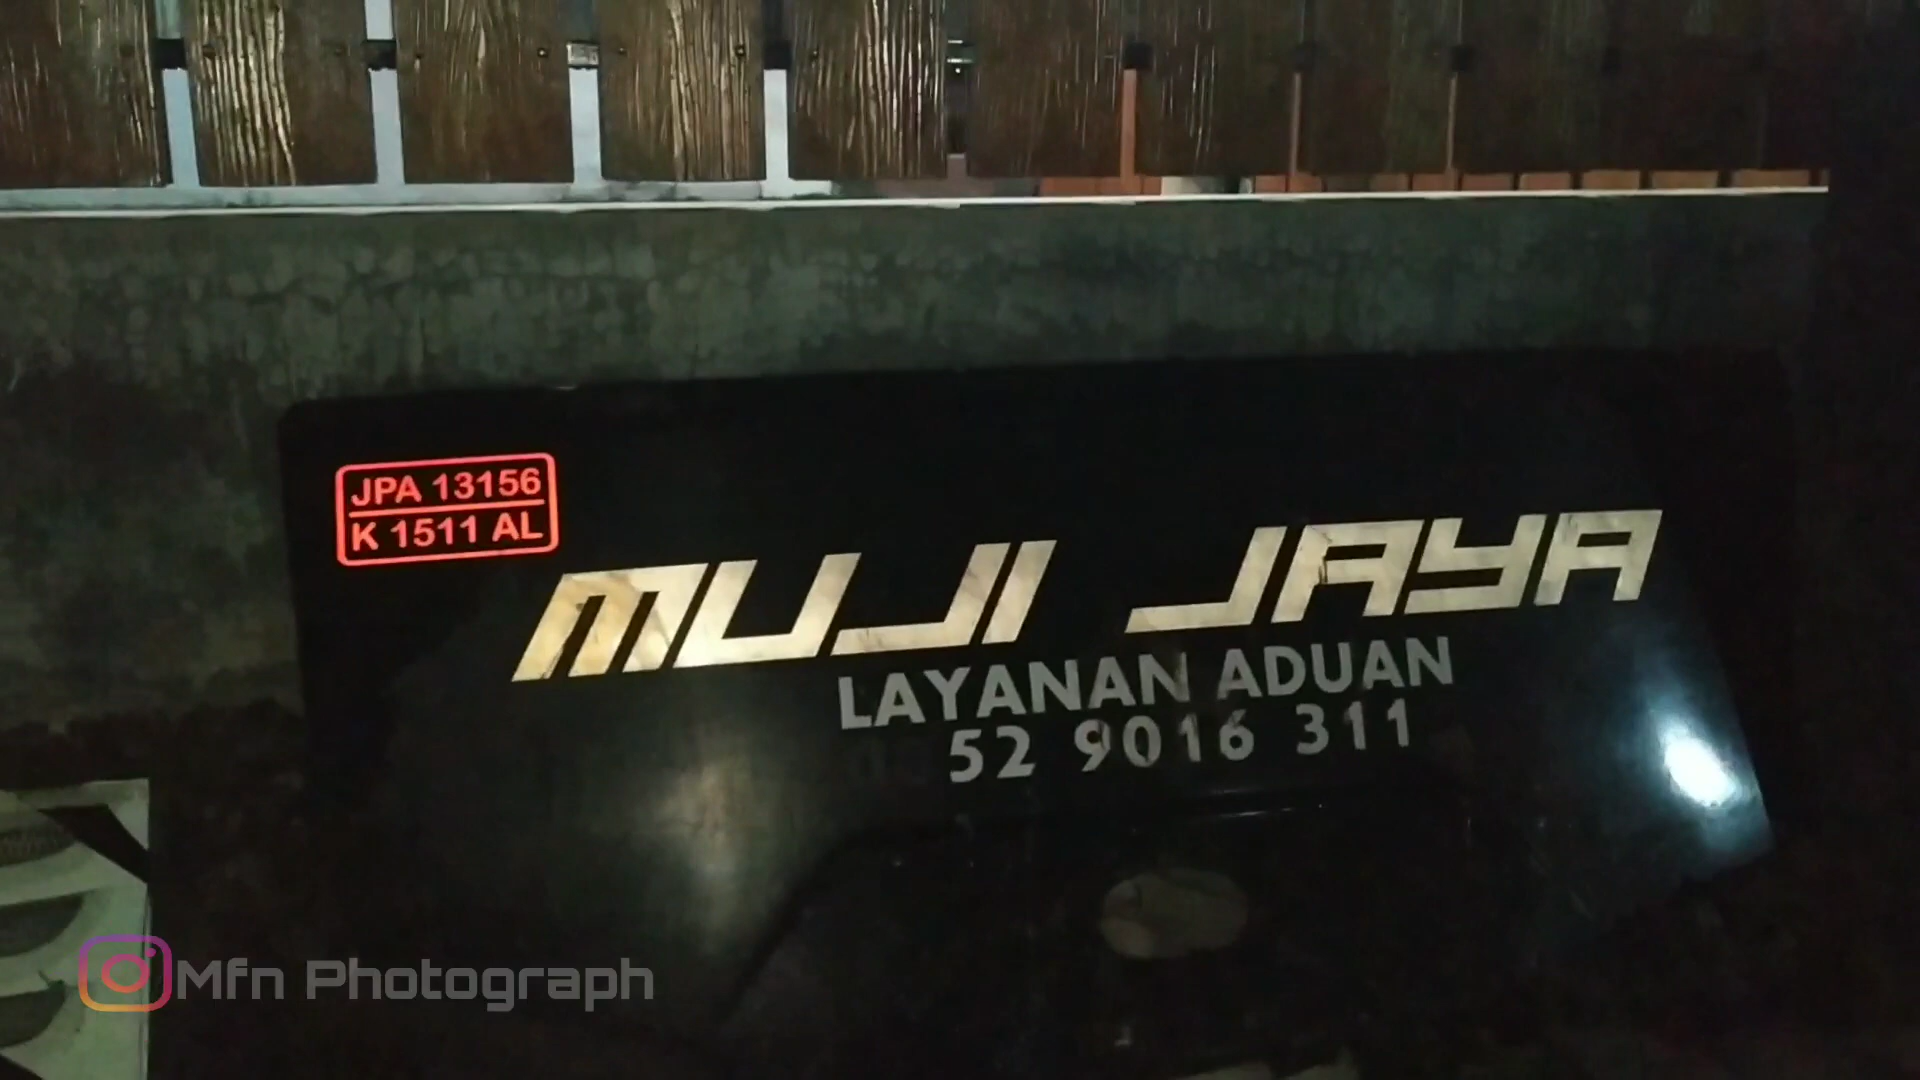 JPA 13156
K 1511 AL
MUJI JAYA
LAYANAN ADUAN
52 9016 311
Mfn Photograph